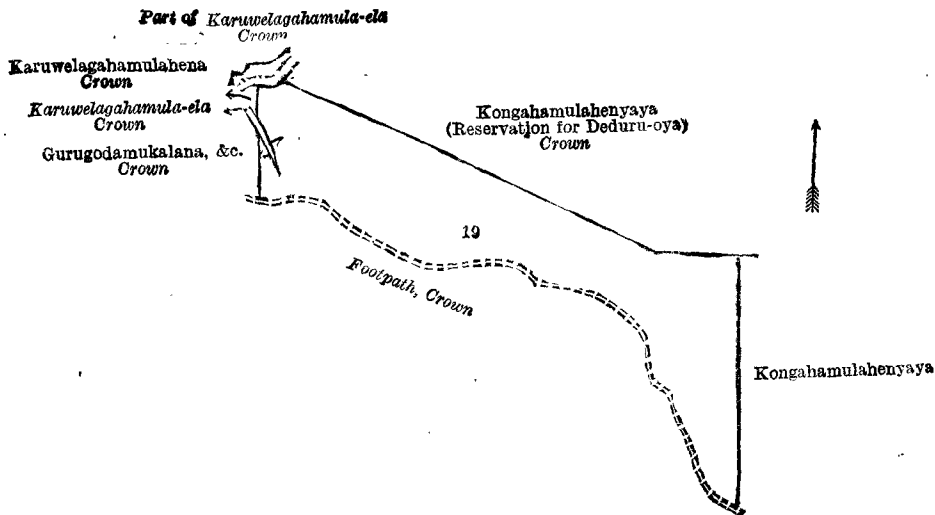 Part of Karuwelagahamula-ela
Crown
Karuwelagahamulahena
Crown
Karuwelagahamula-ela
Crown
Gurugodamukalana, &c.
Crown
Kongahamulahenyaya
(Reservation for Deduru-oya)
Crown
19
Footpath, Crown
Kongahamulahenyaya